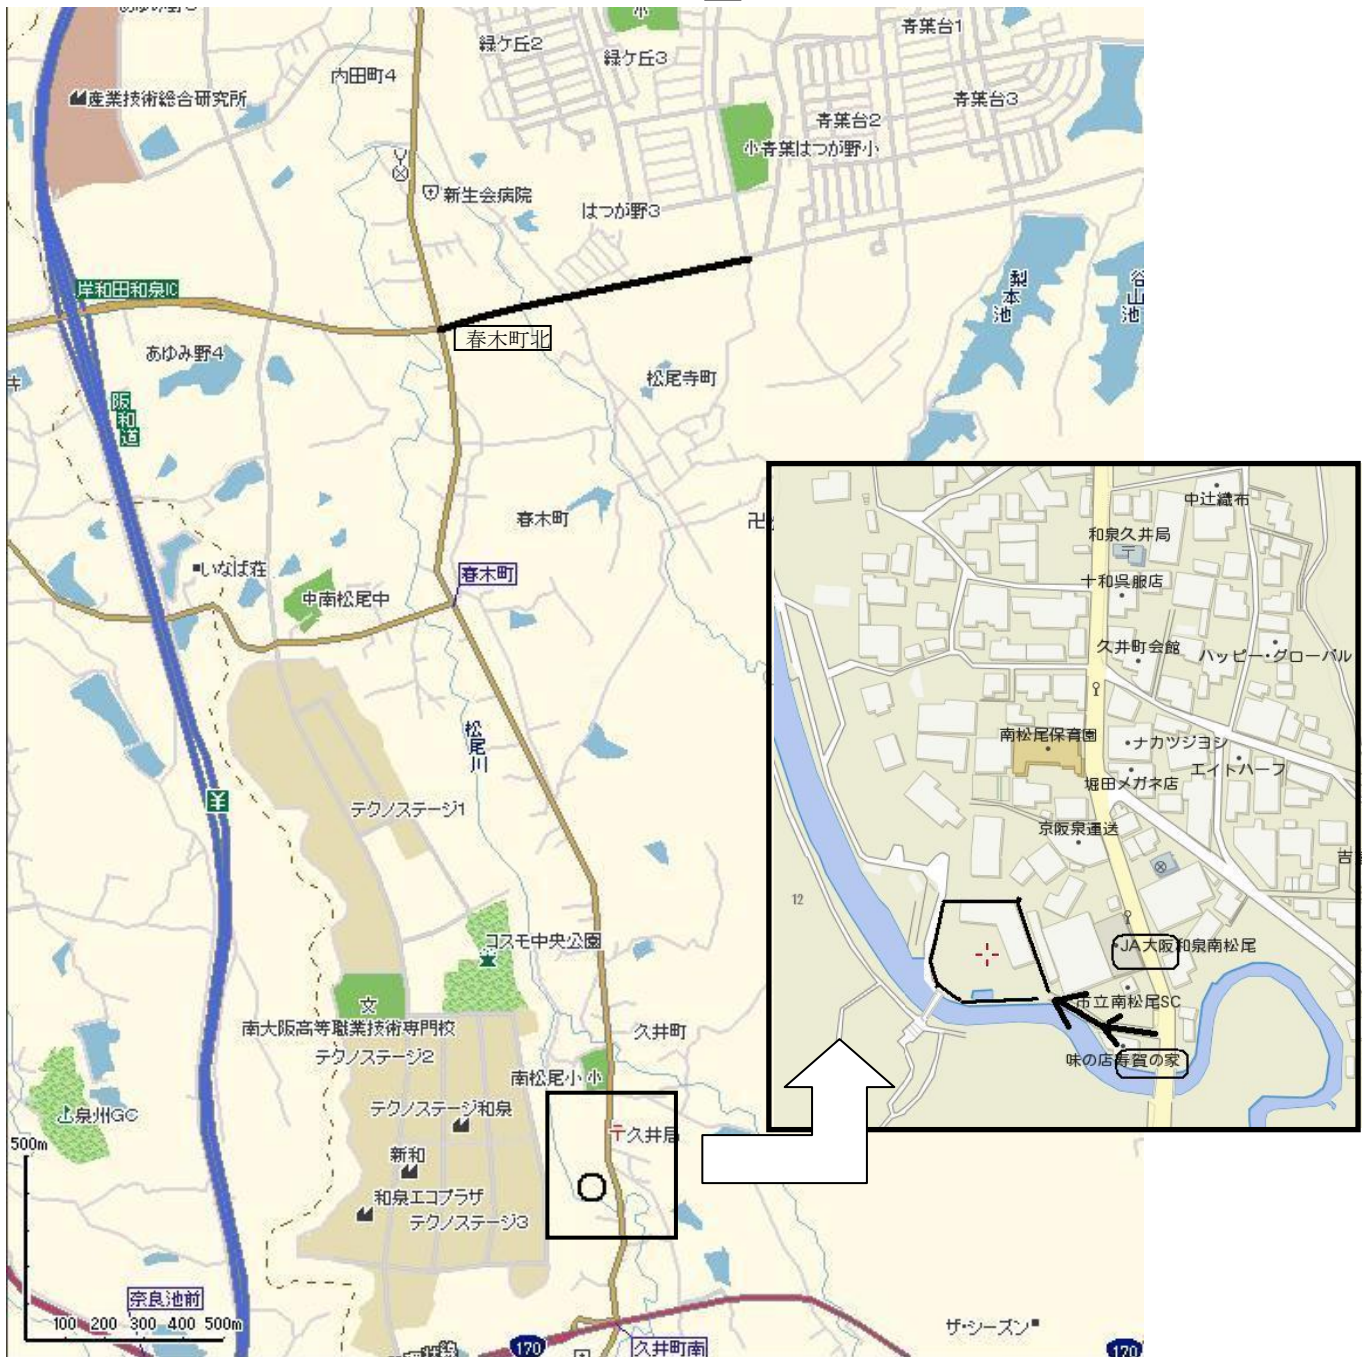 緑ケ丘2
小
青葉台1
緑ケ丘3
内田町4
産業技術総合研究所
青葉台3
青葉台2
小青葉はつが野小
新生会病院
はつが野3
岸和田和泉IC
梨本池
谷山池
春木町北
あゆみ野4
松尾寺町
阪和道
春木町
いなば荘
春木町
中南松尾中
松尾川
テクノステージ1
コスモ中央公園
文
南大阪高等職業技術専門校
テクノステージ2
久井町
南松尾小 小
泉州GC
テクノステージ和泉
500m
久井局
新和
和泉エコプラザ
テクノステージ3
奈良池前
100 200 300 400 500m
170
久井町南
ザ・シーズン
170
中辻織布
和泉久井局
十和呉服店
久井町会館
ハッピー・グローバル
南松尾保育園
ナカツジヨシ
エイトハーフ
堀田メガネ店
京阪泉運送
吉
12
JA大阪和泉南松尾
市立南松尾SC
味の店寿賀の家